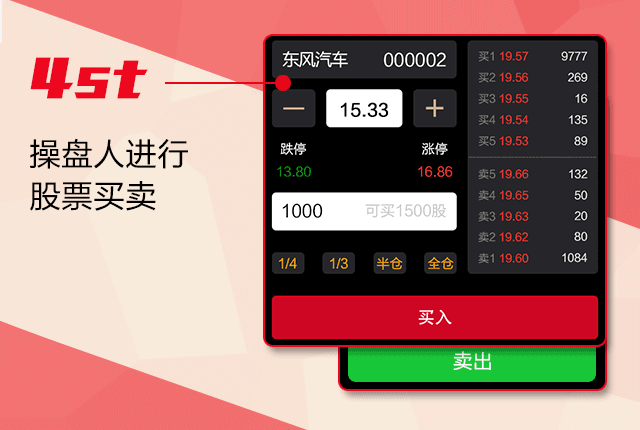 4st
操盘人进行
股票买卖
东风汽车 000002
— 15.33 +
跌停 涨停
13.80 16.86
1000 可买1500股
1/4 1/3 半仓 全仓
买1 19.57 9777
买2 19.56 269
买3 19.55 16
买4 19.54 135
买5 19.53 89
卖5 19.66 132
卖4 19.65 50
卖3 19.63 20
卖2 19.62 80
卖1 19.60 1084
买入
卖出